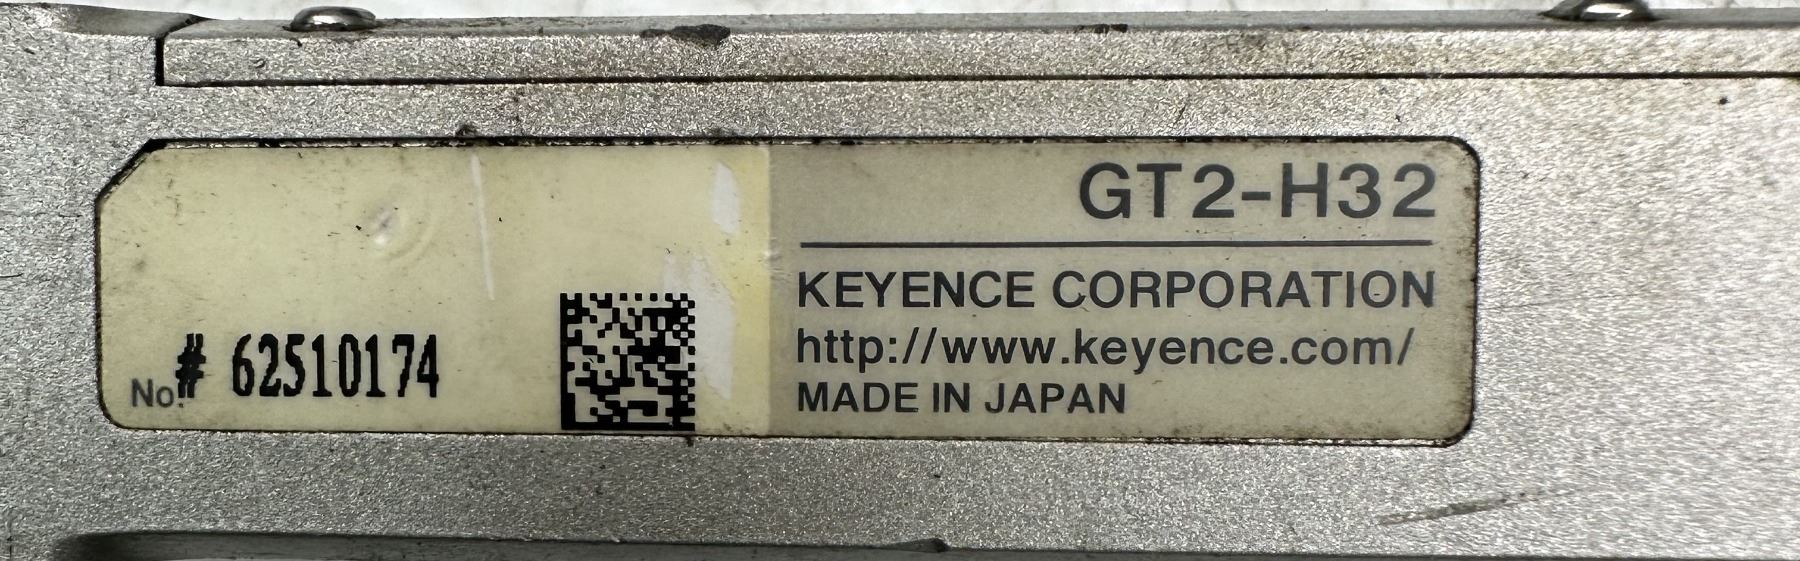 GT2-H32
KEYENCE CORPORATION
http://www.keyence.com/
MADE IN JAPAN
No. # 62510174